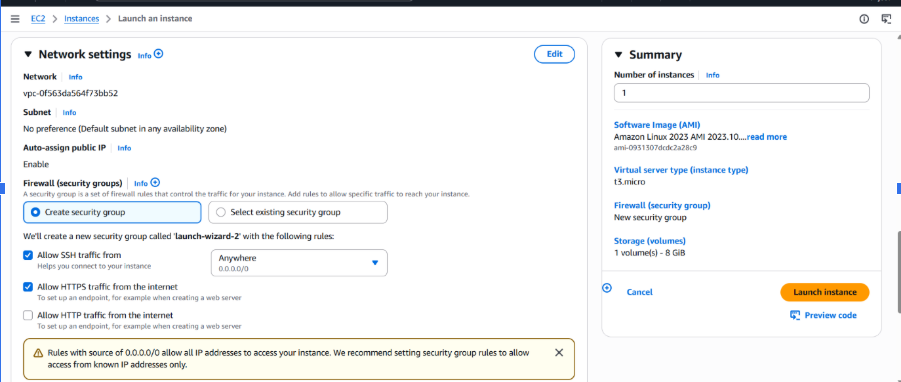 EC2 > Instances > Launch an instance
Network settings Info
Edit
Network Info
vpc-0f563da564f73bb52
Subnet Info
No preference (Default subnet in any availability zone)
Auto-assign public IP Info
Enable
Firewall (security groups) Info
A security group is a set of firewall rules that control the traffic for your instance. Add rules to allow specific traffic to reach your instance.
Create security group
Select existing security group
We'll create a new security group called 'launch-wizard-2' with the following rules:
Allow SSH traffic from
Helps you connect to your instance
Anywhere
0.0.0.0/0
Allow HTTPS traffic from the internet
To set up an endpoint, for example when creating a web server
Allow HTTP traffic from the internet
To set up an endpoint, for example when creating a web server
Rules with source of 0.0.0.0/0 allow all IP addresses to access your instance. We recommend setting security group rules to allow
access from known IP addresses only.
Summary
Number of instances Info
1
Software Image (AMI)
Amazon Linux 2023 AMI 2023.10....read more
ami-0931307dcdc2a28c9
Virtual server type (instance type)
t3.micro
Firewall (security group)
New security group
Storage (volumes)
1 volume(s) - 8 GiB
Cancel
Launch instance
Preview code